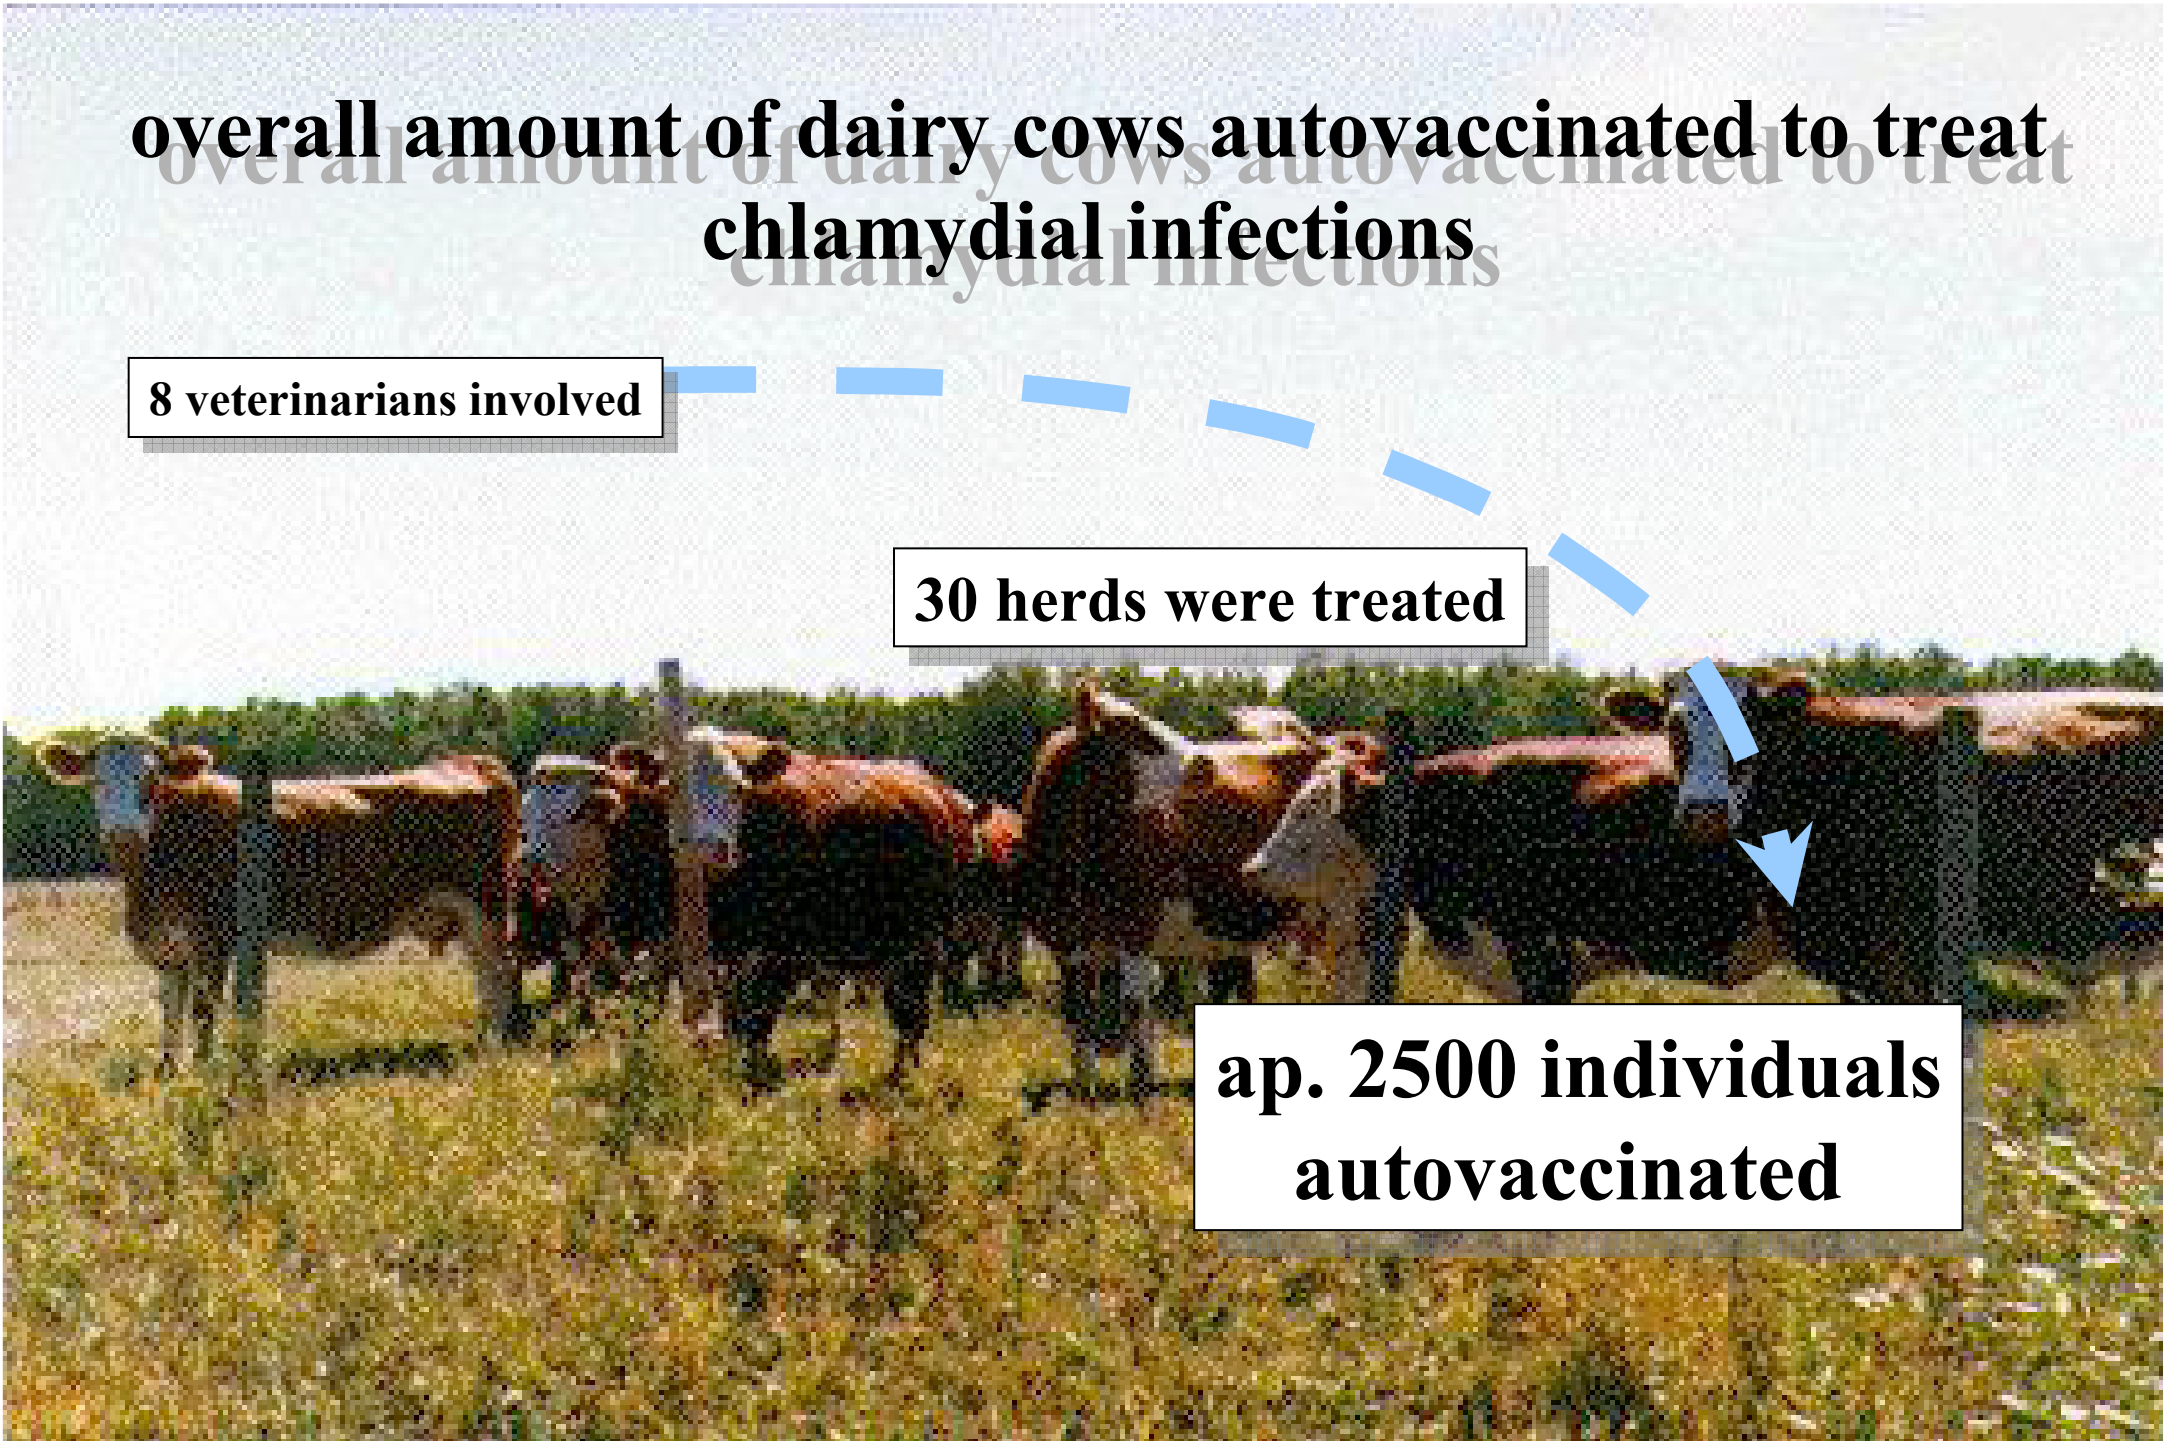 overall amount of dairy cows autovaccinated to treat
chlamydial infections
8 veterinarians involved
30 herds were treated
ap. 2500 individuals
autovaccinated